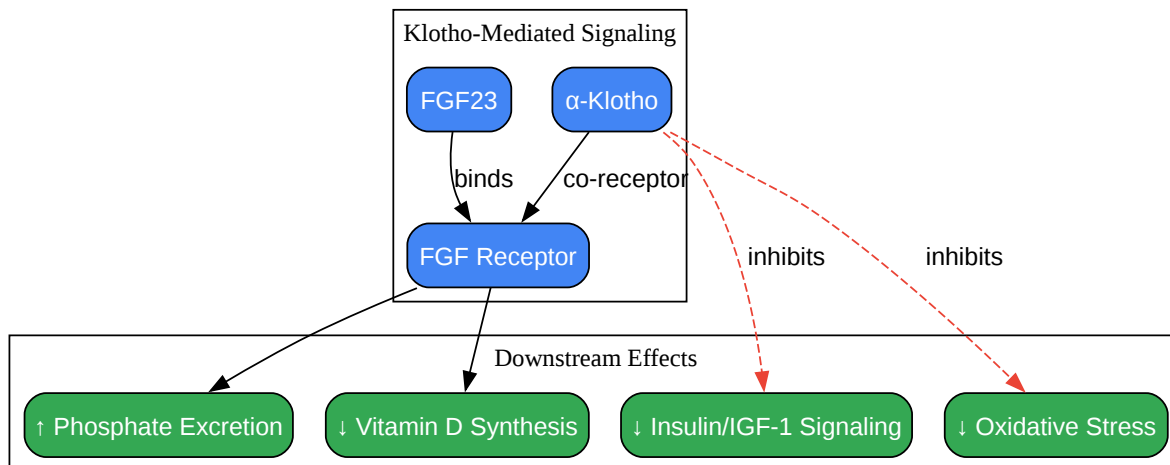 Klotho-Mediated Signaling
FGF23
α-Klotho
binds
co-receptor
FGF Receptor
inhibits
inhibits
Downstream Effects
↑ Phosphate Excretion
↓ Vitamin D Synthesis
↓ Insulin/IGF-1 Signaling
↓ Oxidative Stress